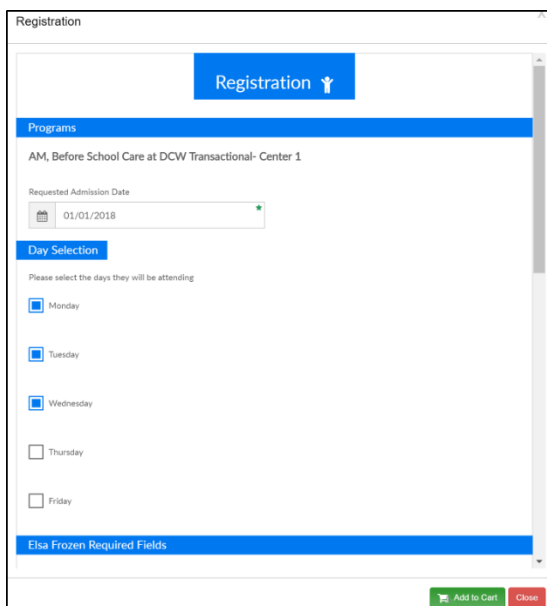 Registration
X
Registration
Programs
AM, Before School Care at DCW Transactional- Center 1
Requested Admission Date
01/01/2018
Day Selection
Please select the days they will be attending
Monday
Tuesday
Wednesday
Thursday
Friday
Elsa Frozen Required Fields
Add to Cart Close